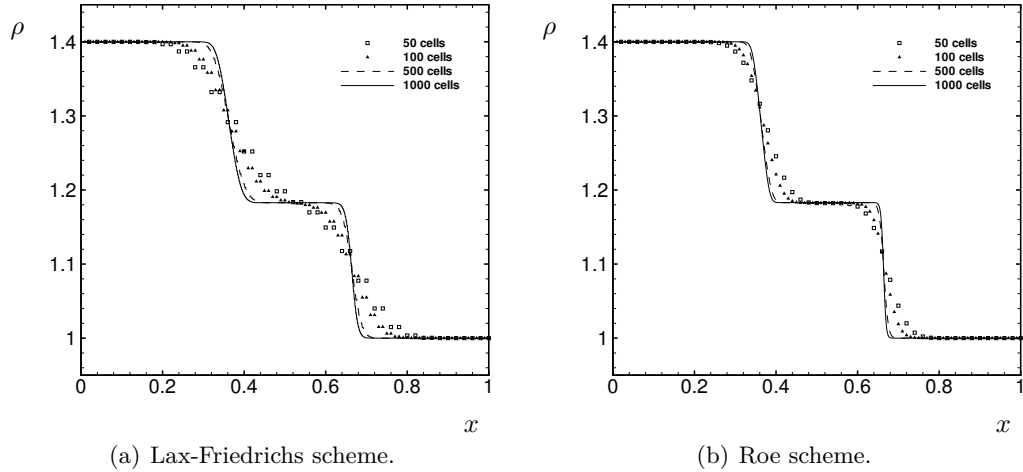 ρ
1.4
1.3
1.2
1.1
1
0 0.2 0.4 0.6 0.8 1
x
50 cells
100 cells
500 cells
1000 cells
(a) Lax-Friedrichs scheme.
ρ
1.4
1.3
1.2
1.1
1
0 0.2 0.4 0.6 0.8 1
x
50 cells
100 cells
500 cells
1000 cells
(b) Roe scheme.